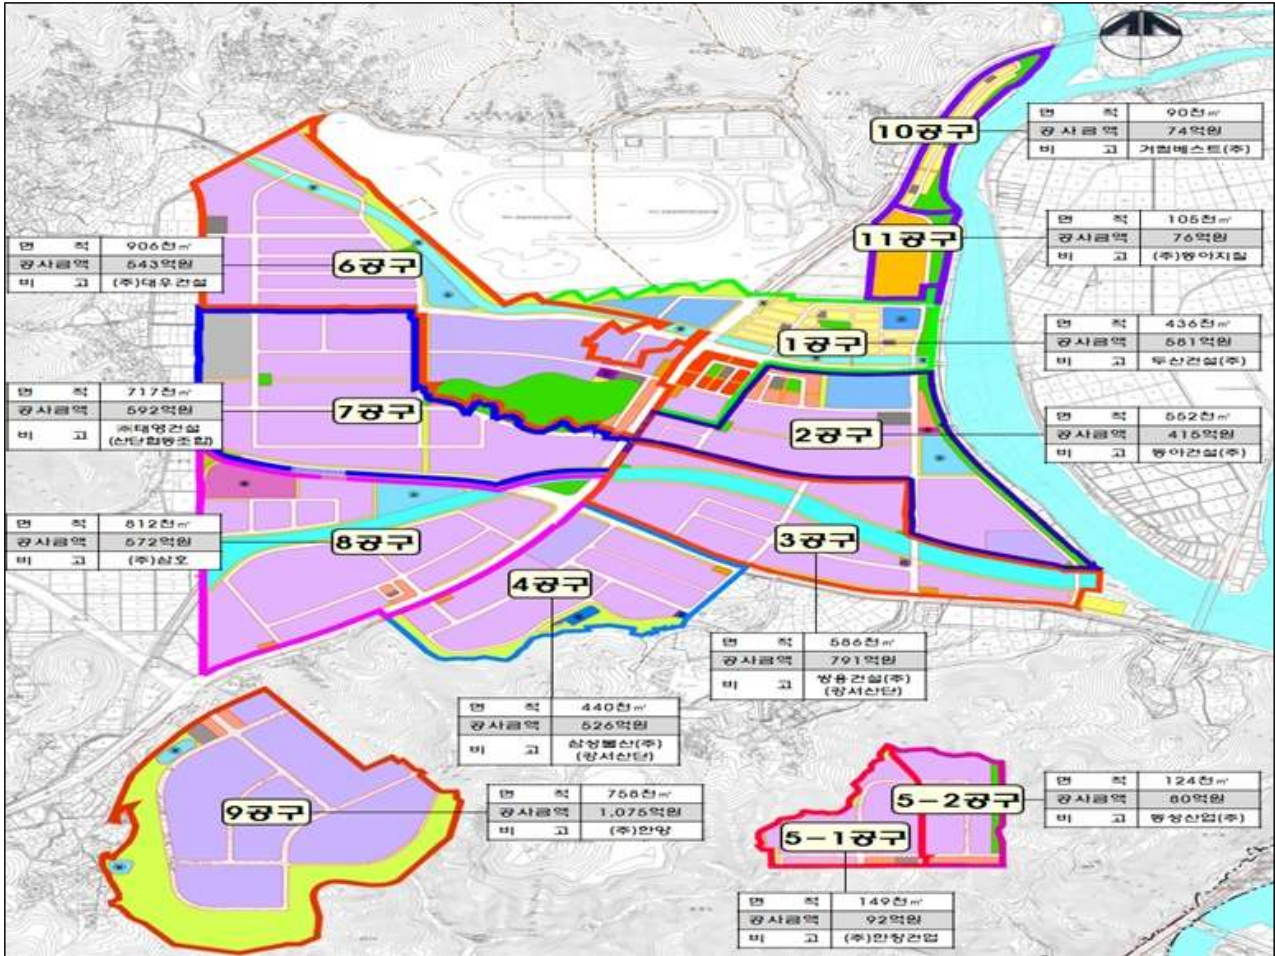 10공구
면 적 90천㎡
공사금액 74억원
비 고 거림베스트(주)
11공구
면 적 105천㎡
공사금액 76억원
비 고 (주)동아지질
6공구
면 적 906천㎡
공사금액 543억원
비 고 (주)대우건설
1공구
면 적 436천㎡
공사금액 581억원
비 고 두산건설(주)
7공구
면 적 717천㎡
공사금액 592억원
비 고 ㈜태영건설
(산단협동조합)
2공구
면 적 552천㎡
공사금액 415억원
비 고 동아건설(주)
8공구
면 적 812천㎡
공사금액 572억원
비 고 (주)삼호
3공구
면 적 586천㎡
공사금액 791억원
비 고 쌍용건설(주)
(강서산단)
4공구
면 적 440천㎡
공사금액 526억원
비 고 삼성물산(주)
(강서산단)
9공구
면 적 758천㎡
공사금액 1,075억원
비 고 (주)한양
5-2공구
면 적 124천㎡
공사금액 80억원
비 고 동성산업(주)
5-1공구
면 적 149천㎡
공사금액 92억원
비 고 (주)한창건업